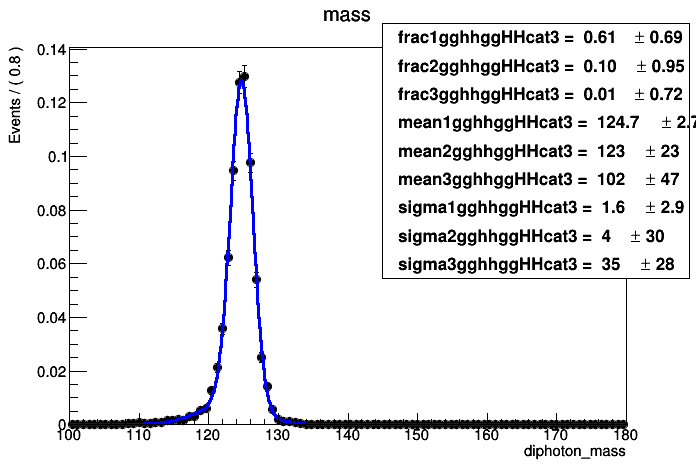 mass
frac1gghhggHHcat3 = 0.61 ± 0.69
frac2gghhggHHcat3 = 0.10 ± 0.95
frac3gghhggHHcat3 = 0.01 ± 0.72
mean1gghhggHHcat3 = 124.7 ± 2.7
mean2gghhggHHcat3 = 123 ± 23
mean3gghhggHHcat3 = 102 ± 47
sigma1gghhggHHcat3 = 1.6 ± 2.9
sigma2gghhggHHcat3 = 4 ± 30
sigma3gghhggHHcat3 = 35 ± 28
Events / ( 0.8 )
0.14
0.12
0.1
0.08
0.06
0.04
0.02
0
100 110 120 130 140 150 160 170 180
diphoton_mass